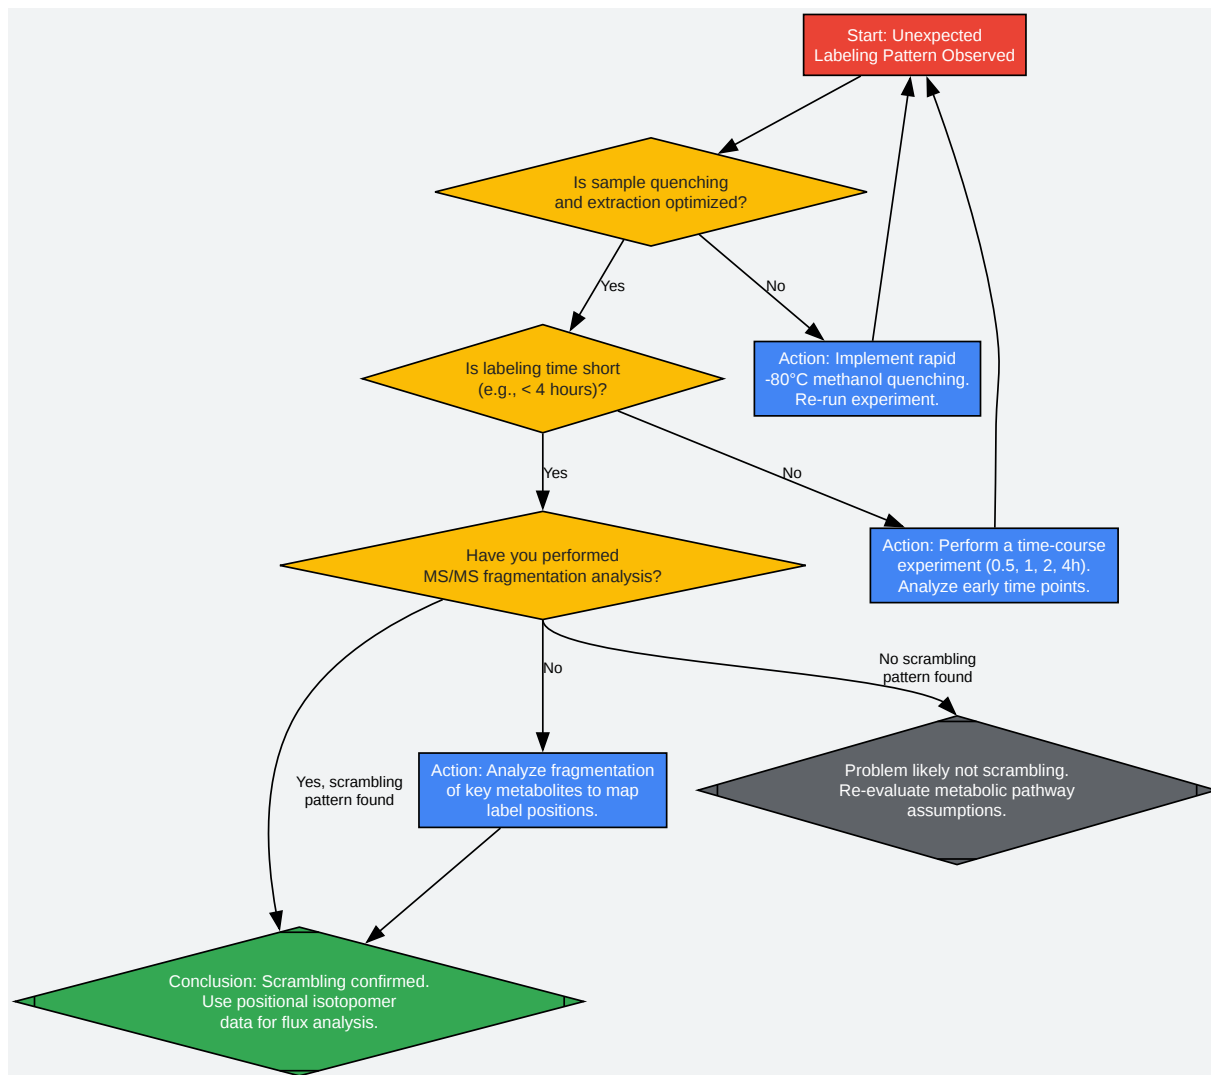 Start: Unexpected
Labeling Pattern Observed
Is sample quenching
and extraction optimized?
Yes
No
Is labeling time short
(e.g., < 4 hours)?
Action: Implement rapid
-80°C methanol quenching.
Re-run experiment.
Yes
No
Have you performed
MS/MS fragmentation analysis?
Action: Perform a time-course
experiment (0.5, 1, 2, 4h).
Analyze early time points.
No
No scrambling
pattern found
Yes, scrambling
pattern found
Action: Analyze fragmentation
of key metabolites to map
label positions.
Problem likely not scrambling.
Re-evaluate metabolic pathway
assumptions.
Conclusion: Scrambling confirmed.
Use positional isotopomer
data for flux analysis.